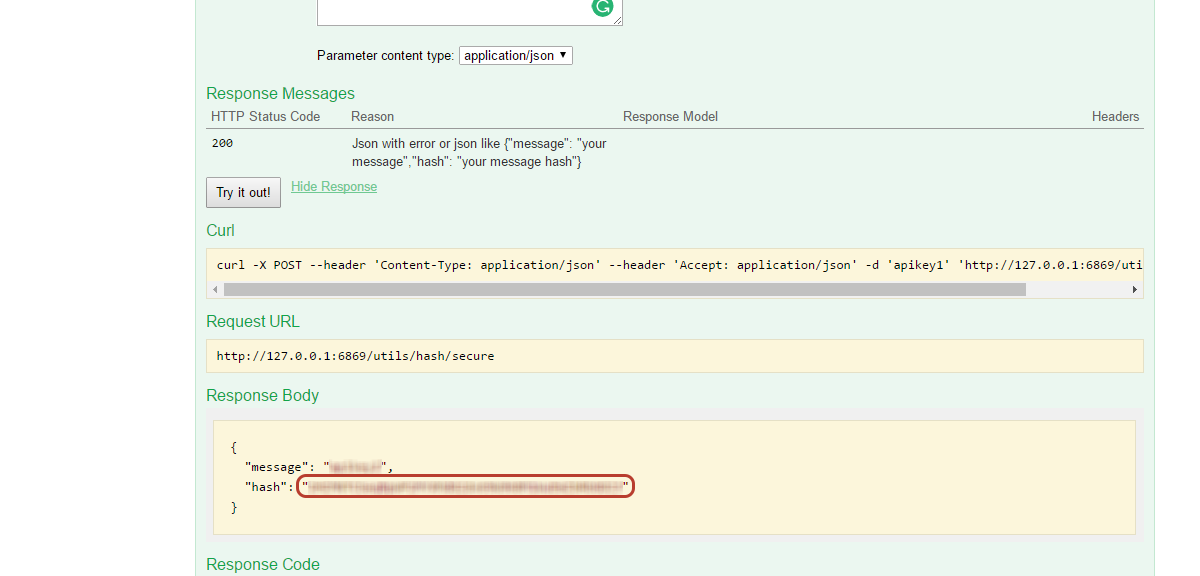 Parameter content type: application/json
Response Messages
HTTP Status Code Reason Response Model Headers
200 Json with error or json like {"message": "your
message","hash": "your message hash"}
Try it out! Hide Response
Curl
curl -X POST --header 'Content-Type: application/json' --header 'Accept: application/json' -d 'apikey1' 'http://127.0.0.1:6869/uti
Request URL
http://127.0.0.1:6869/utils/hash/secure
Response Body
{
"message": "",
"hash": ""
}
Response Code